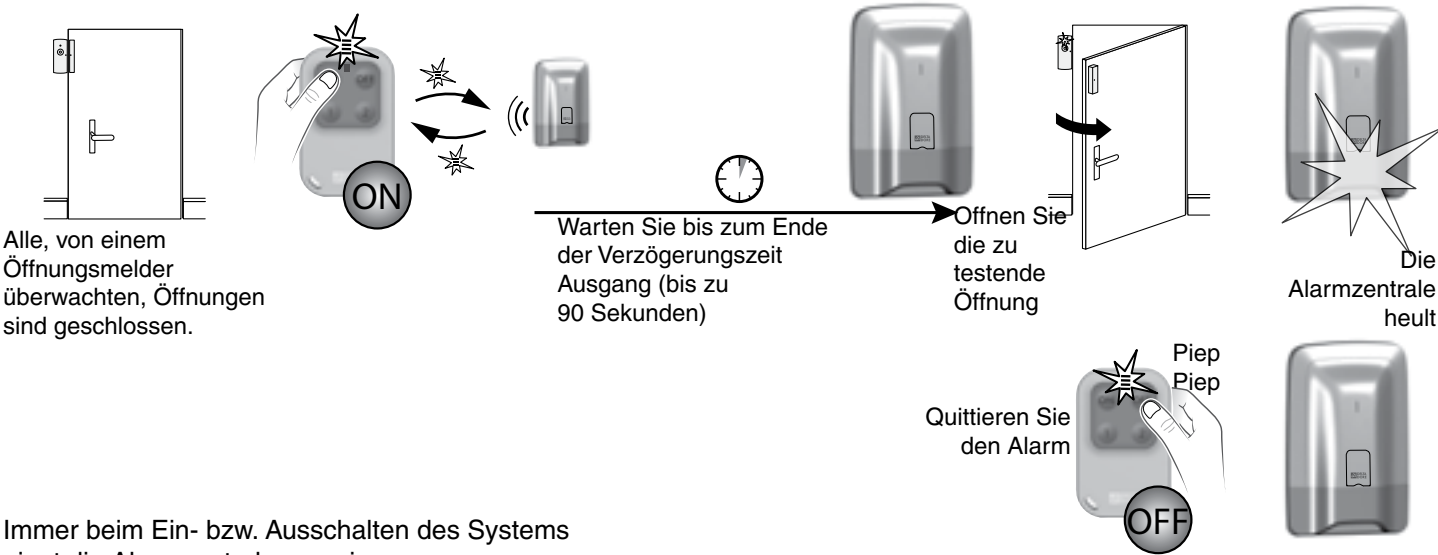 Alle, von einem
Öffnungsmelder
überwachten, Öffnungen
sind geschlossen.
ON
Warten Sie bis zum Ende
der Verzögerungszeit
Ausgang (bis zu
90 Sekunden)
Öffnen Sie
die zu
testende
Öffnung
Die
Alarmzentrale
heult
Piep
Piep
Quittieren Sie
den Alarm
OFF
Immer beim Ein- bzw. Ausschalten des Systems